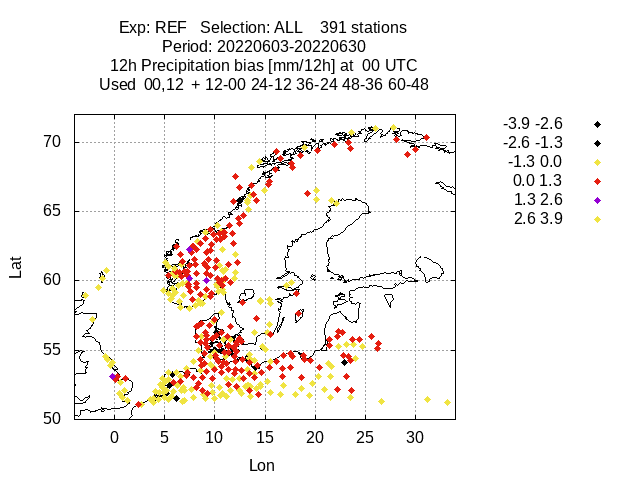 Exp: REF   Selection: ALL    391 stations
Period: 20220603-20220630
12h Precipitation bias [mm/12h] at  00 UTC
Used  00,12  + 12-00 24-12 36-24 48-36 60-48
70
65
60
55
50
Lat
0 5 10 15 20 25 30
Lon
-3.9 -2.6
-2.6 -1.3
-1.3 0.0
0.0 1.3
1.3 2.6
2.6 3.9